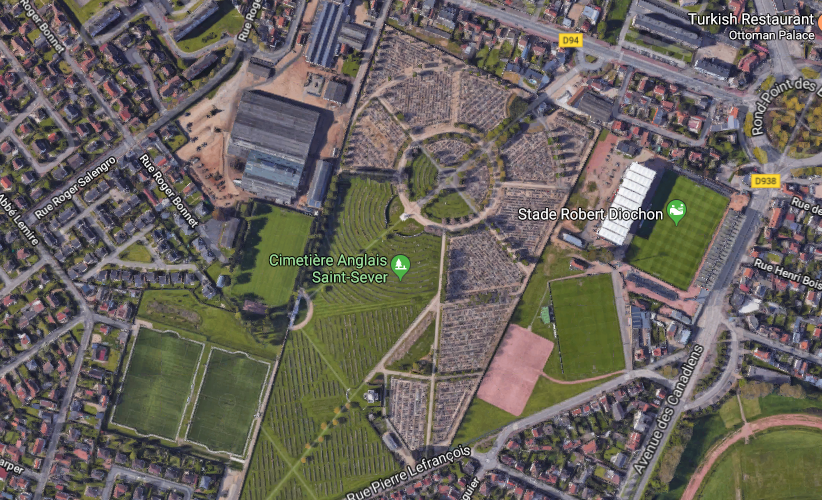 Rue Roger Bonnet
Rue Roge
D94
Turkish Restaurant
Ottoman Palace
Rond-Point des B
D938
Rue Roger Salengro
Rue Roger Bonnet
Abbé Lemire
Stade Robert Diochon
Rue de
Cimetière Anglais
Saint-Sever
Rue Henri Bois
Avenue des Canadiens
Rue Pierre Lefrançois
arper
guier